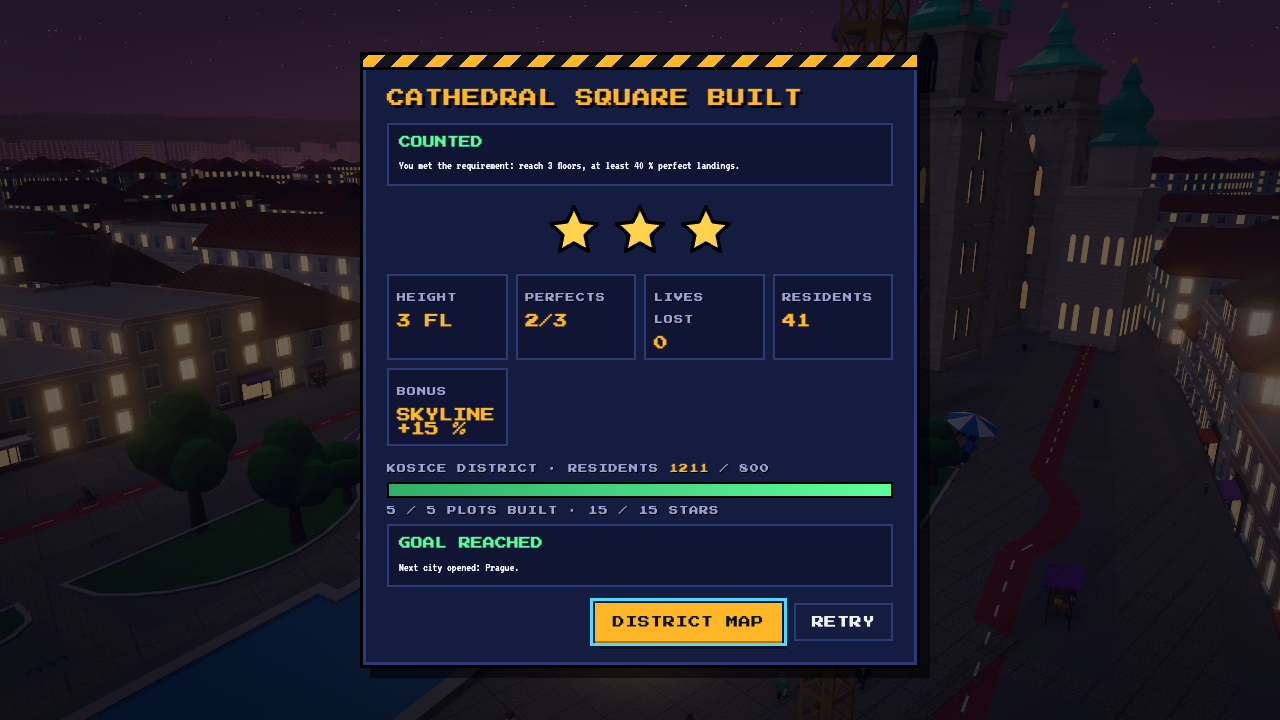 CATHEDRAL SQUARE BUILT
COUNTED
You met the requirement: reach 3 floors, at least 40 % perfect landings.
HEIGHT
3 FL
PERFECTS
2/3
LIVES
LOST
0
RESIDENTS
41
BONUS
SKYLINE
+15 %
KOSICE DISTRICT · RESIDENTS 1211 / 800
5 / 5 PLOTS BUILT · 15 / 15 STARS
GOAL REACHED
Next city opened: Prague.
DISTRICT MAP
RETRY